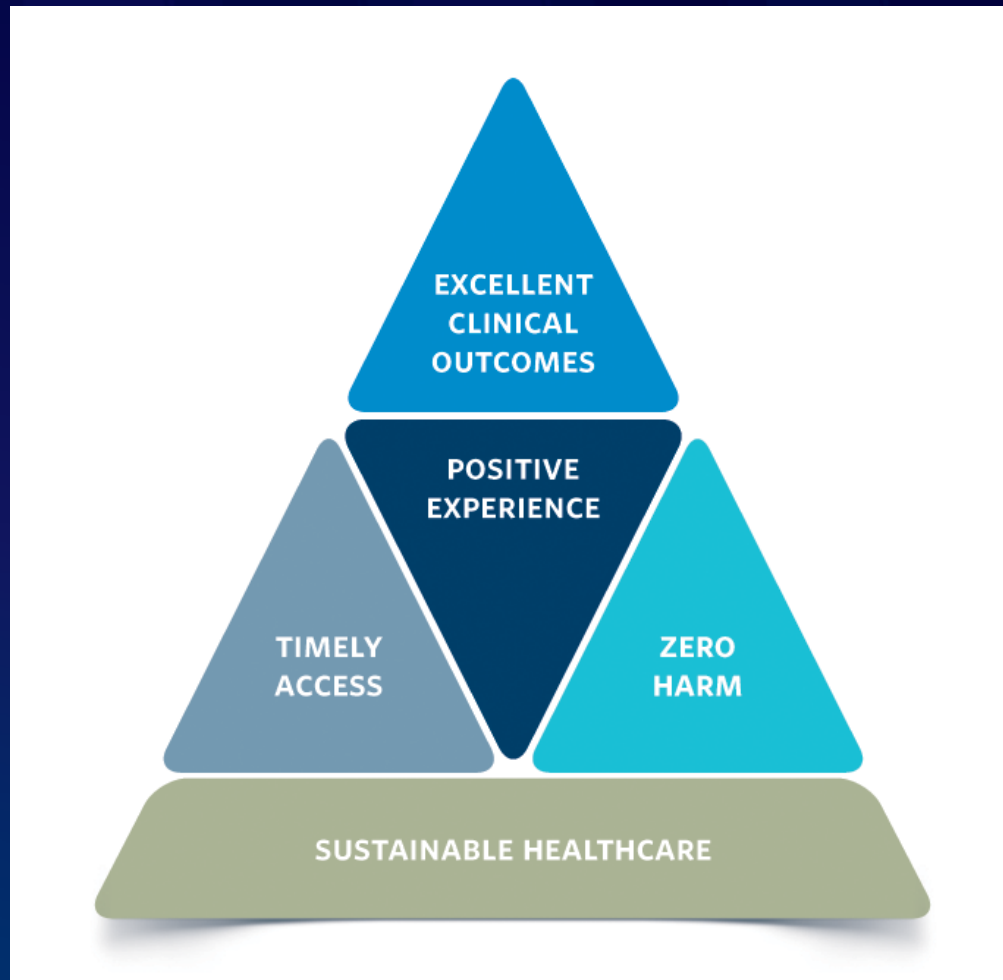 EXCELLENT
CLINICAL
OUTCOMES
POSITIVE
EXPERIENCE
TIMELY
ACCESS
ZERO
HARM
SUSTAINABLE HEALTHCARE